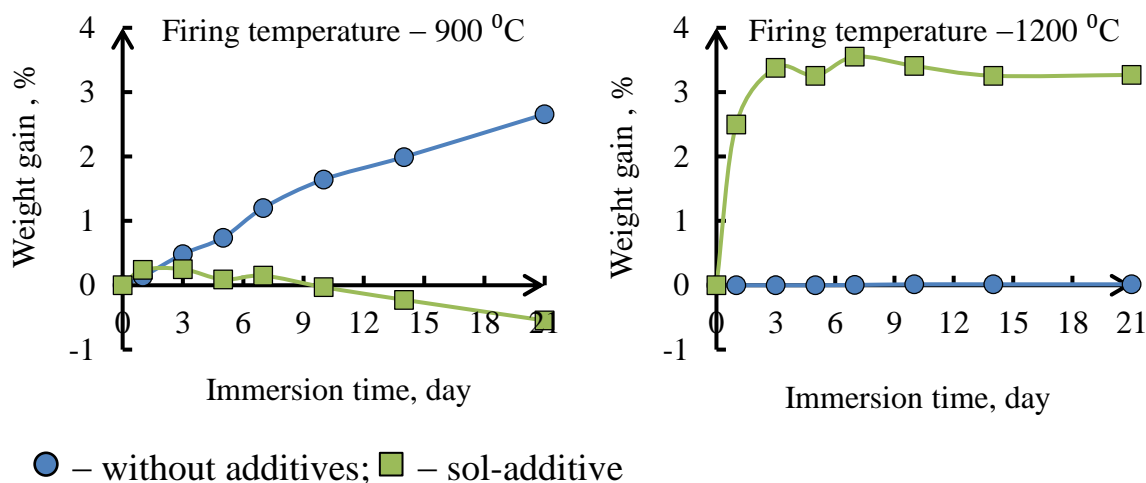 Firing temperature – 900 ⁰C
4
3
2
1
0
-1
Weight gain , %
0 3 6 9 12 15 18 21
Immersion time, day
Firing temperature –1200 ⁰C
4
3
2
1
0
-1
Weight gain , %
0 3 6 9 12 15 18 21
Immersion time, day
– without additives; – sol-additive